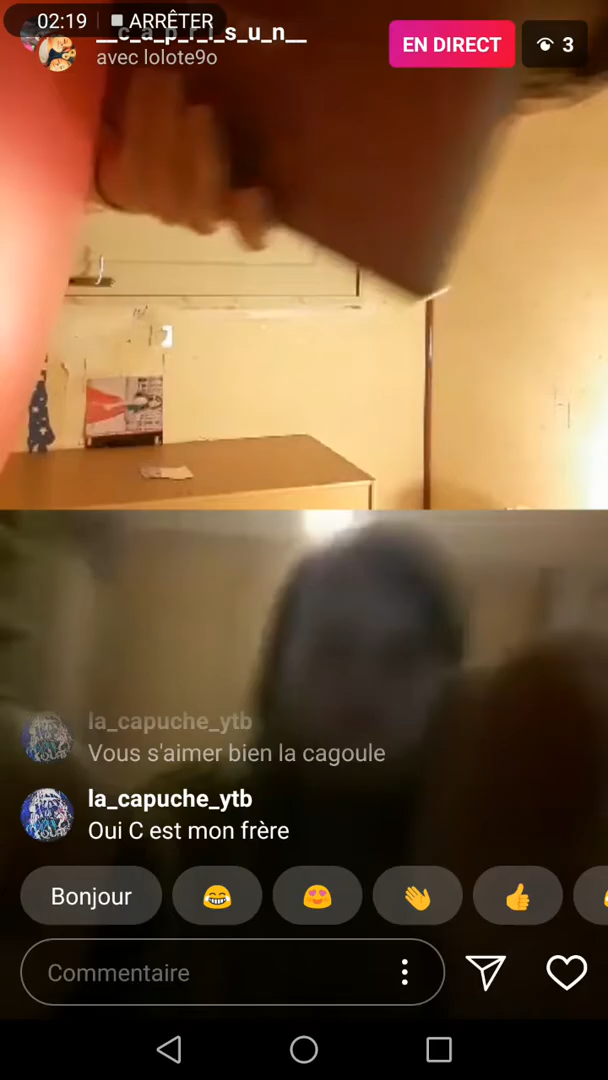 02:19 ARRÊTER
__c_a_p_r_i_s_u_n__
avec lolote9o
EN DIRECT
3
la_capuche_ytb
Vous s'aimer bien la cagoule
la_capuche_ytb
Oui C est mon frère
Bonjour
Commentaire